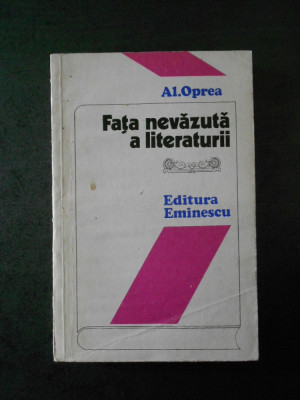 Al.Oprea
Fața nevăzută
a literaturii
Editura
Eminescu